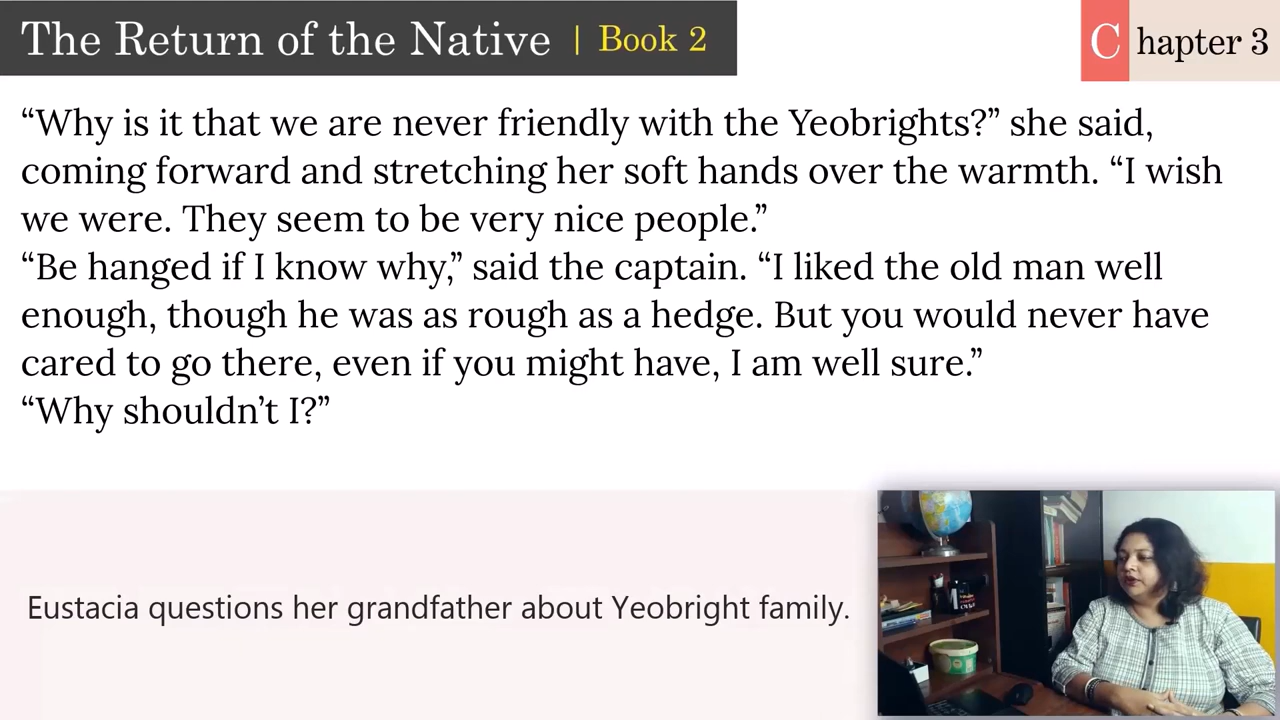 The Return of the Native | Book 2
Chapter 3
“Why is it that we are never friendly with the Yeobrights?” she said,
coming forward and stretching her soft hands over the warmth. “I wish
we were. They seem to be very nice people.”
“Be hanged if I know why,” said the captain. “I liked the old man well
enough, though he was as rough as a hedge. But you would never have
cared to go there, even if you might have, I am well sure.”
“Why shouldn’t I?”
Eustacia questions her grandfather about Yeobright family.